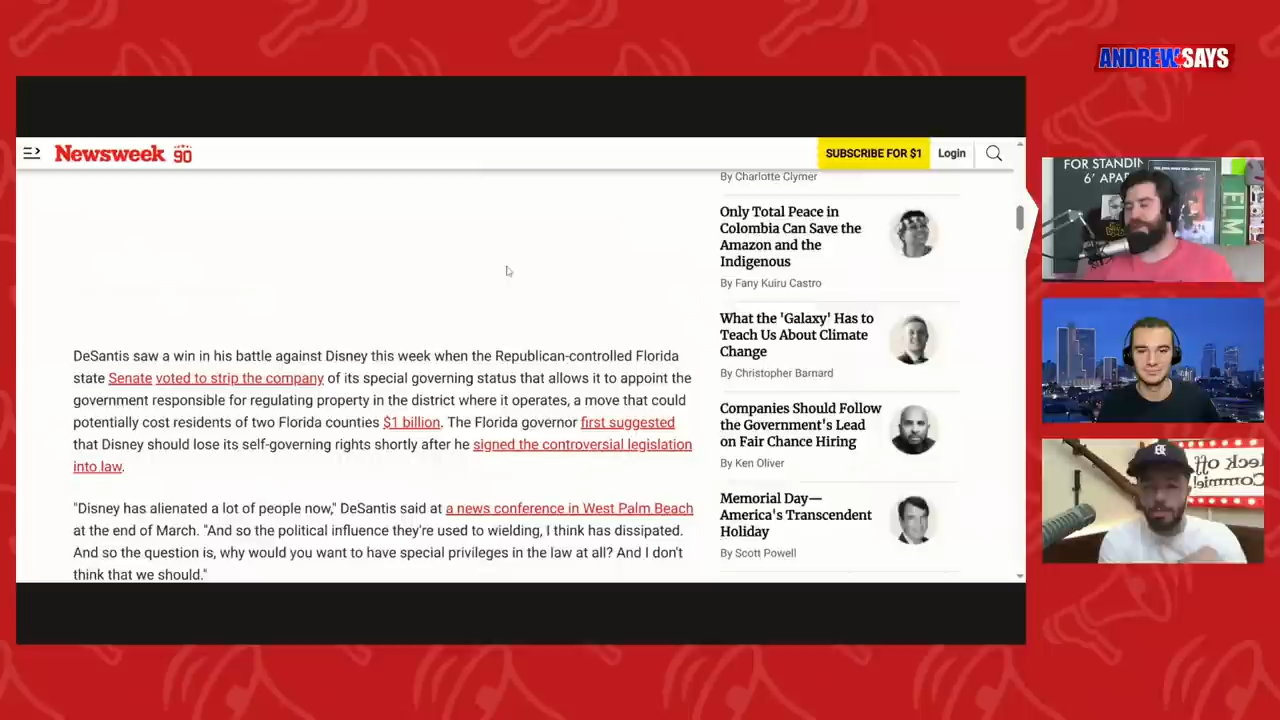 ANDREW SAYS
Newsweek 90
SUBSCRIBE FOR $1
Login
By Charlotte Clymer
Only Total Peace in
Colombia Can Save the
Amazon and the
Indigenous
By Fany Kuiru Castro
What the 'Galaxy' Has to
Teach Us About Climate
Change
By Christopher Barnard
Companies Should Follow
the Government's Lead
on Fair Chance Hiring
By Ken Oliver
Memorial Day—
America's Transcendent
Holiday
By Scott Powell
DeSantis saw a win in his battle against Disney this week when the Republican-controlled Florida
state Senate voted to strip the company of its special governing status that allows it to appoint the
government responsible for regulating property in the district where it operates, a move that could
potentially cost residents of two Florida counties $1 billion. The Florida governor first suggested
that Disney should lose its self-governing rights shortly after he signed the controversial legislation
into law.
"Disney has alienated a lot of people now," DeSantis said at a news conference in West Palm Beach
at the end of March. "And so the political influence they're used to wielding, I think has dissipated.
And so the question is, why would you want to have special privileges in the law at all? And I don't
think that we should."
FOR STANDIN
6' APAR
ELM
Heck off
Commie